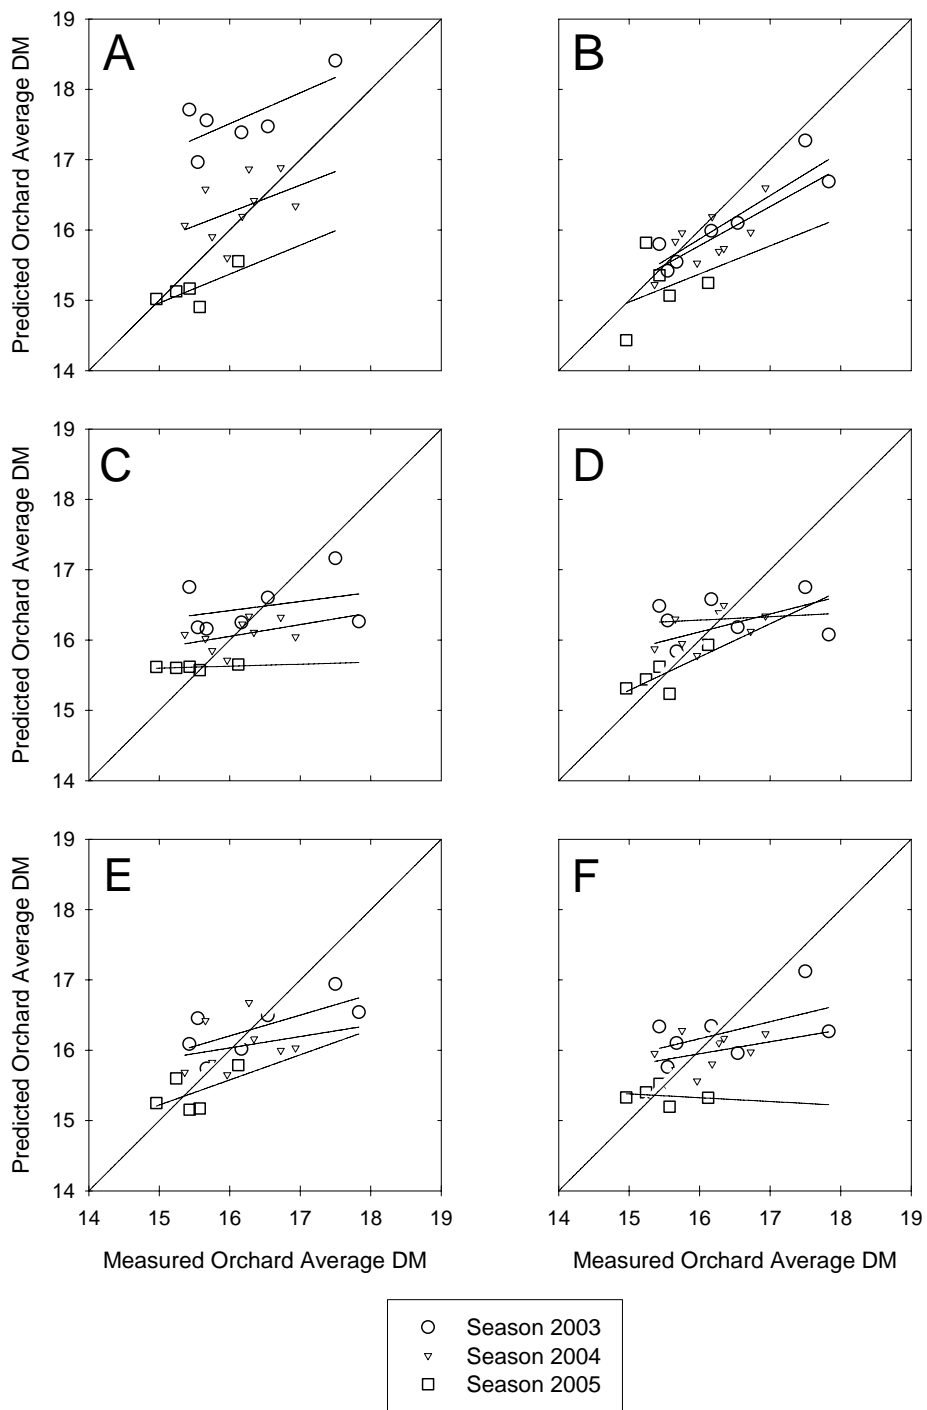 A
B
Predicted Orchard Average DM
19
18
17
16
15
14
C
D
Predicted Orchard Average DM
19
18
17
16
15
14
E
F
Predicted Orchard Average DM
19
18
17
16
15
14
14 15 16 17 18 14 15 16 17 18 19
Measured Orchard Average DM Measured Orchard Average DM
Season 2003
Season 2004
Season 2005